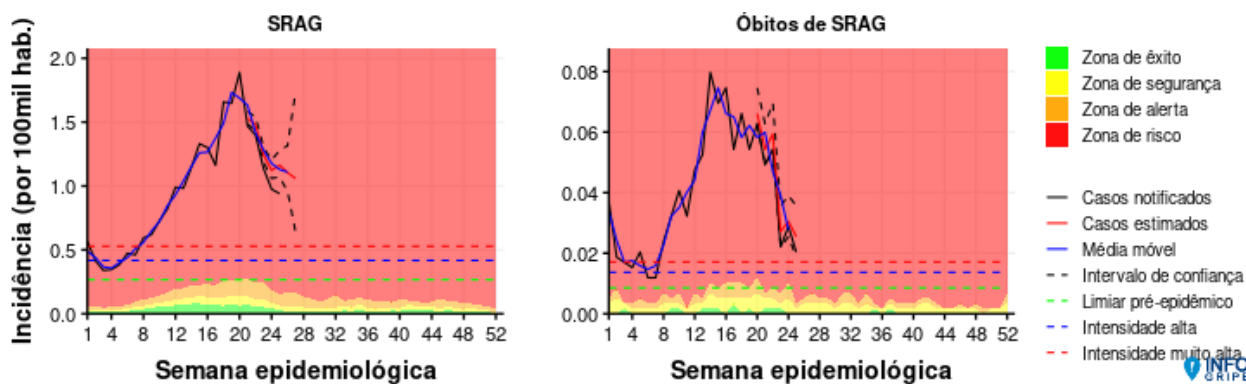 SRAG
Óbitos de SRAG
Incidência (por 100mil hab.)
2.0
1.5
1.0
0.5
0.0
1 4 8 12 16 20 24 28 32 36 40 44 48 52
Semana epidemiológica
0.08
0.06
0.04
0.02
0.00
1 4 8 12 16 20 24 28 32 36 40 44 48 52
Semana epidemiológica
Zona de êxito
Zona de segurança
Zona de alerta
Zona de risco
Casos notificados
Casos estimados
Média móvel
Intervalo de confiança
Limiar pré-epidêmico
Intensidade alta
Intensidade muito alta
INFO
GRIPE